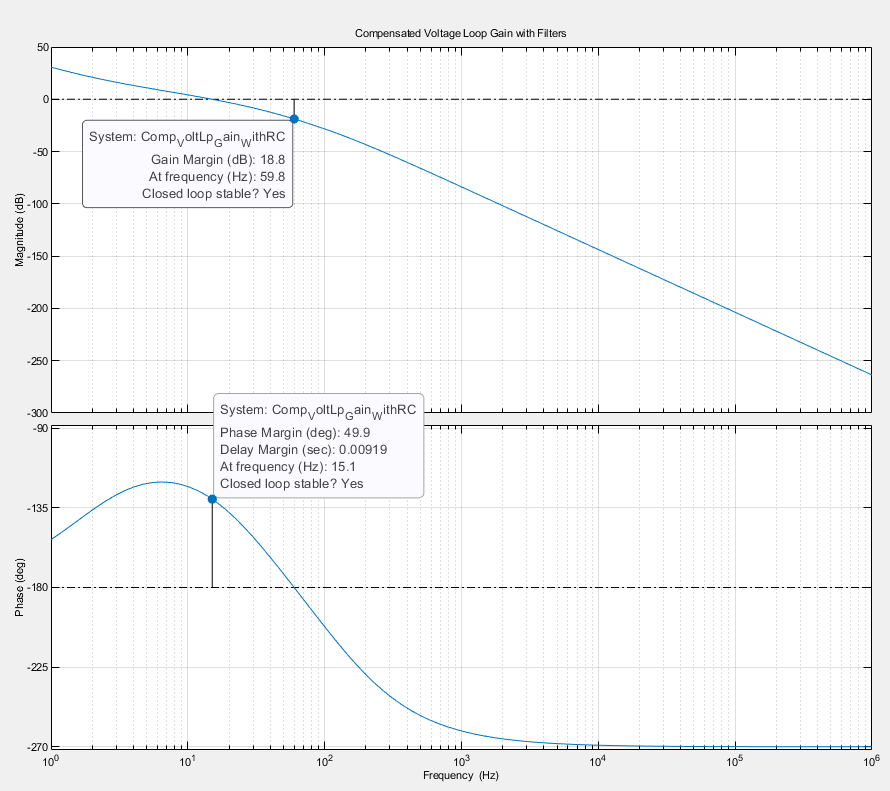 Compensated Voltage Loop Gain with Filters
50
0
-50
-100
-150
-200
-250
-300
Magnitude (dB)
System: Comp_VoltLp_Gain_WithRC
Gain Margin (dB): 18.8
At frequency (Hz): 59.8
Closed loop stable? Yes
System: Comp_VoltLp_Gain_WithRC
Phase Margin (deg): 49.9
Delay Margin (sec): 0.00919
At frequency (Hz): 15.1
Closed loop stable? Yes
-90
-135
-180
-225
-270
Phase (deg)
10^0 10^1 10^2 10^3 10^4 10^5 10^6
Frequency (Hz)